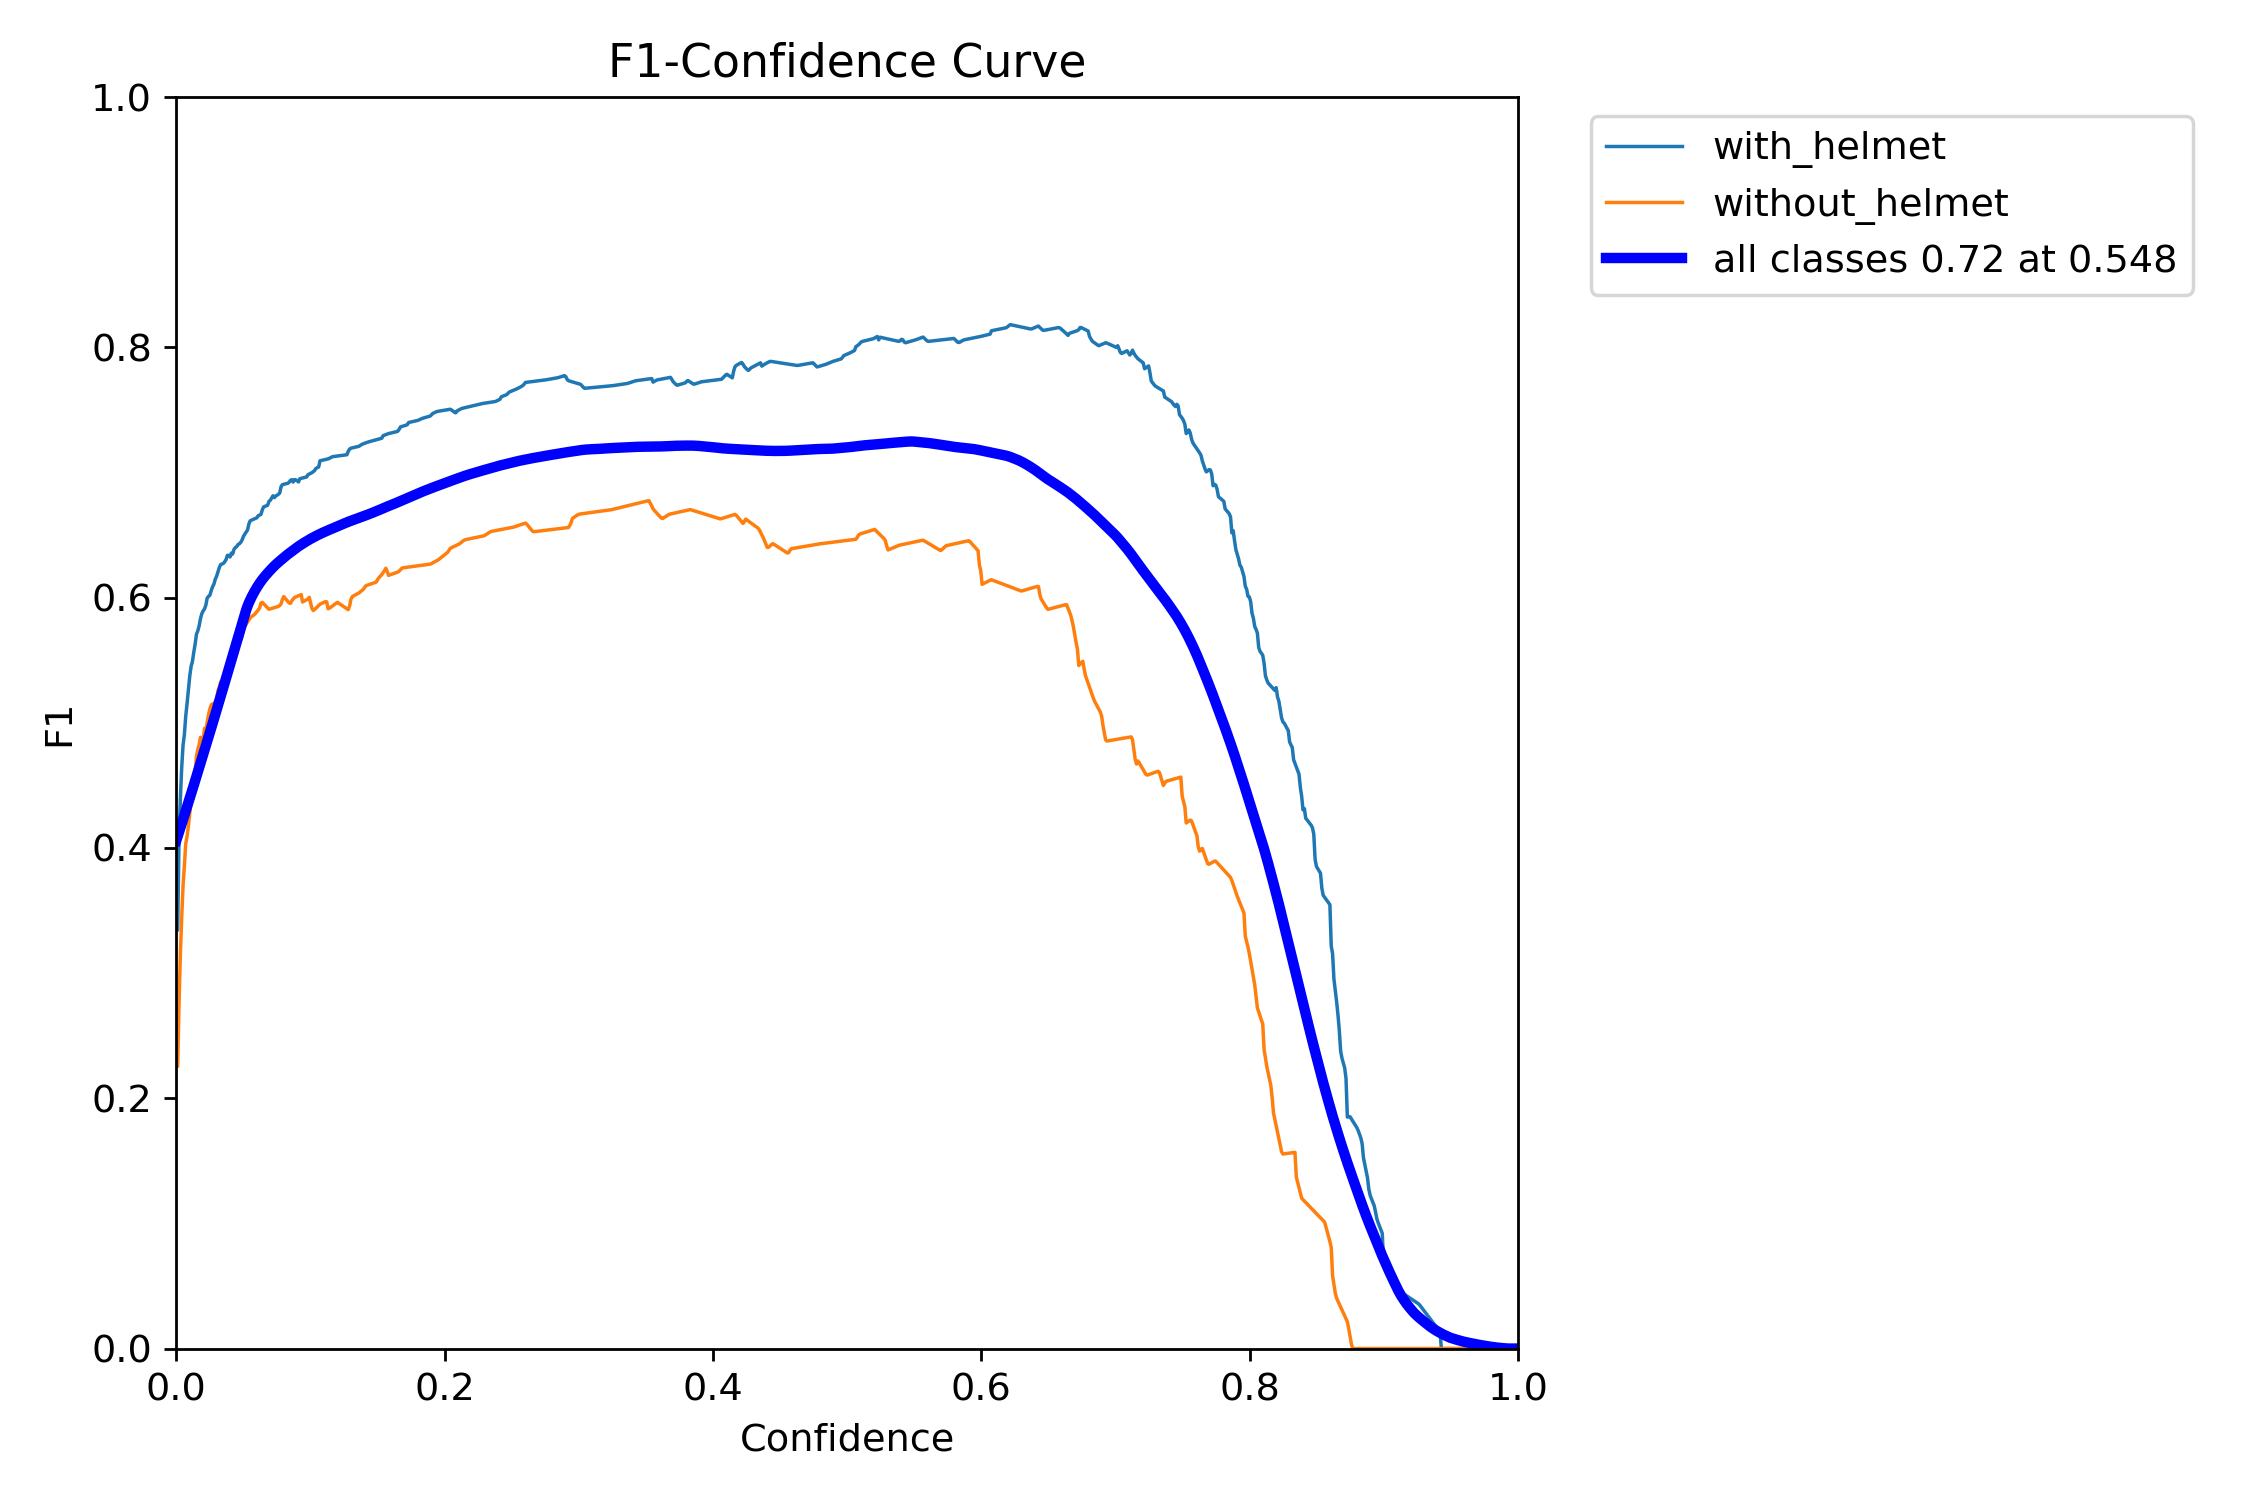 F1-Confidence Curve
1.0
0.8
0.6
0.4
0.2
0.0
F1
0.0 0.2 0.4 0.6 0.8 1.0
Confidence
with_helmet
without_helmet
all classes 0.72 at 0.548